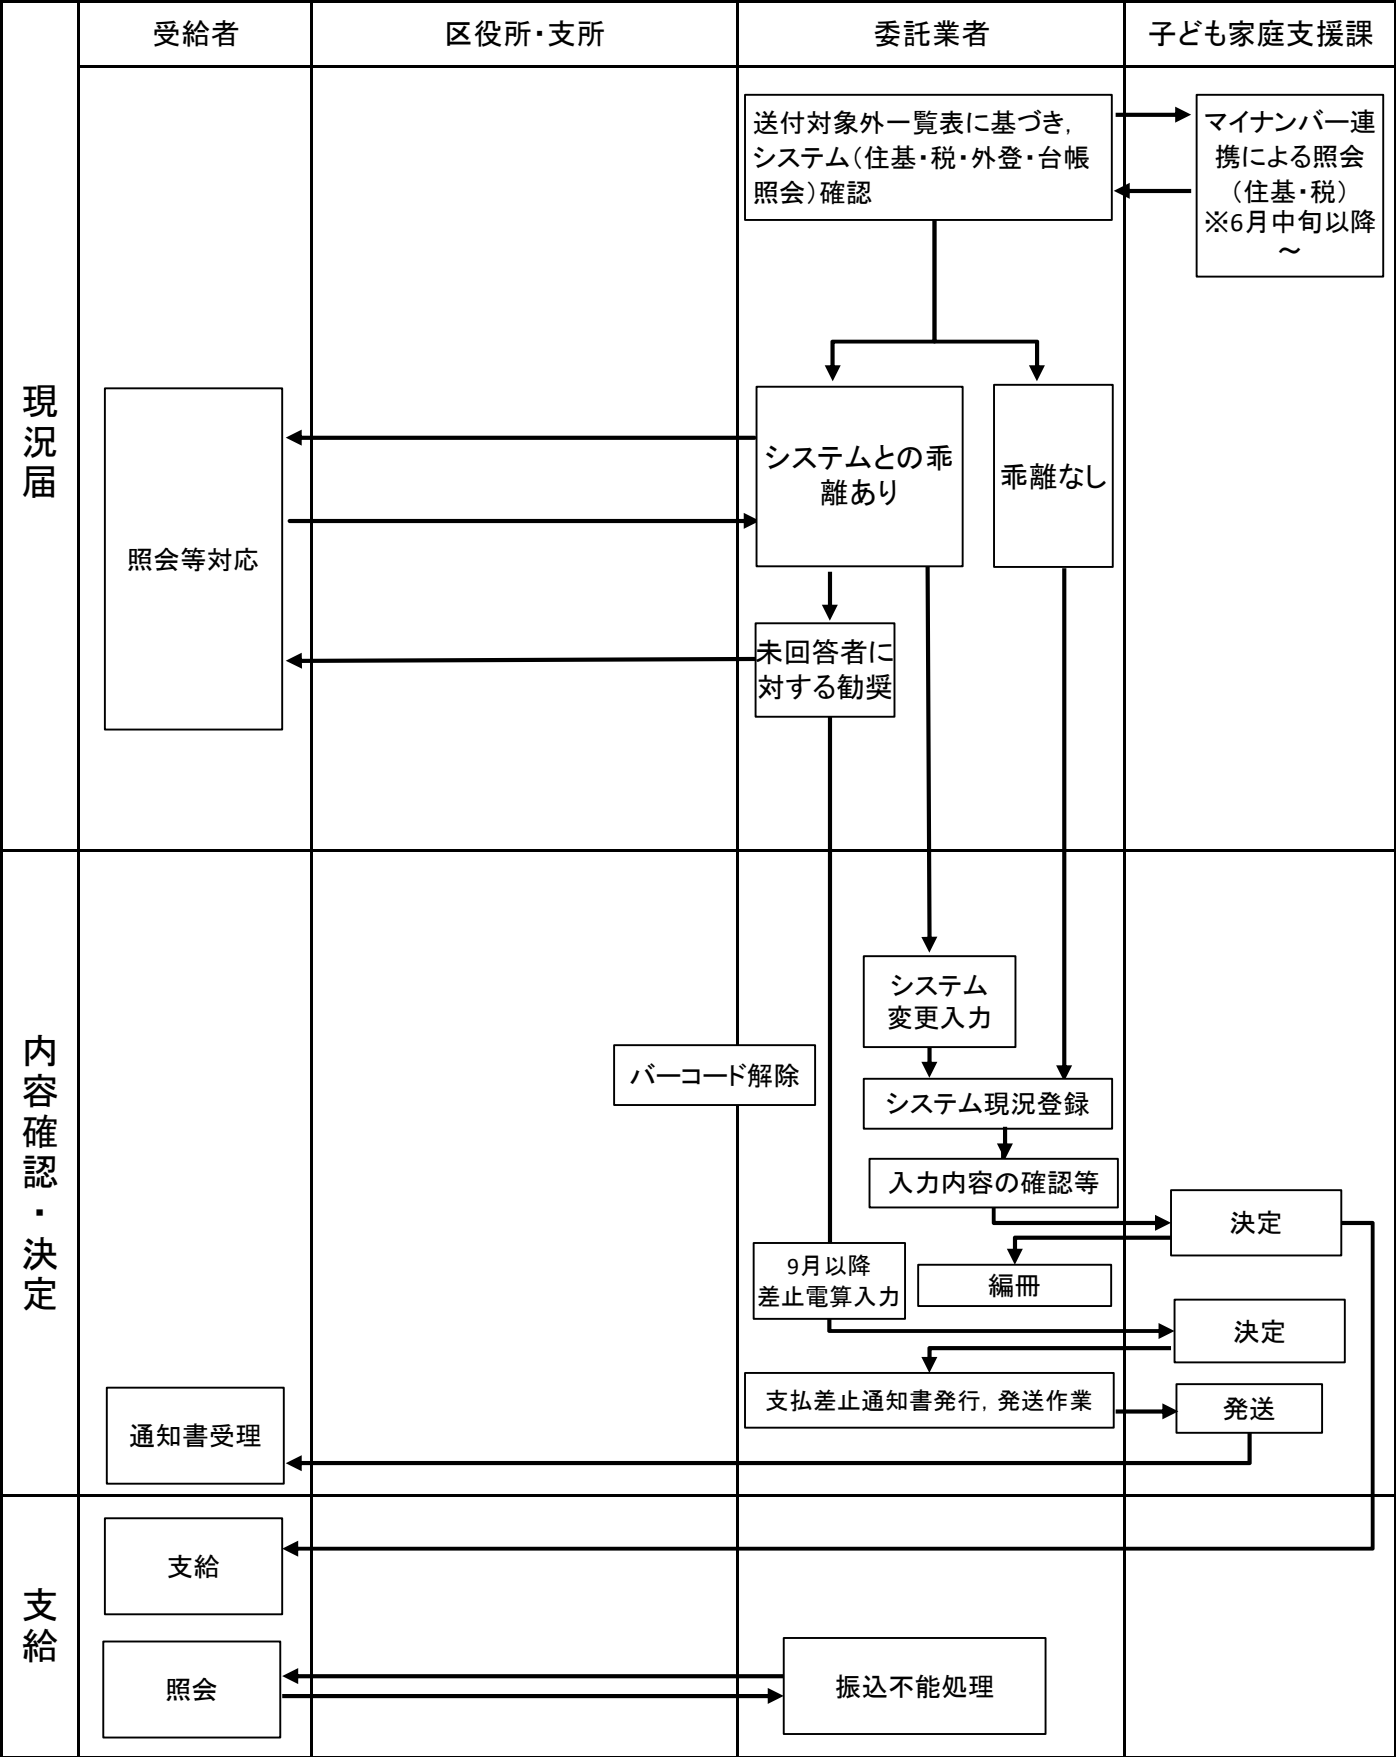 受給者
区役所・支所
委託業者
子ども家庭支援課
現況届
送付対象外一覧表に基づき,
システム（住基・税・外登・台帳
照会）確認
マイナンバー連
携による照会
（住基・税）
※6月中旬以降
～
照会等対応
システムとの乖
離あり
乖離なし
未回答者に
対する勧奨
内容確認・決定
システム
変更入力
バーコード解除
システム現況登録
入力内容の確認等
決定
9月以降
差止電算入力
編冊
決定
支払差止通知書発行, 発送作業
発送
通知書受理
支給
支給
照会
振込不能処理